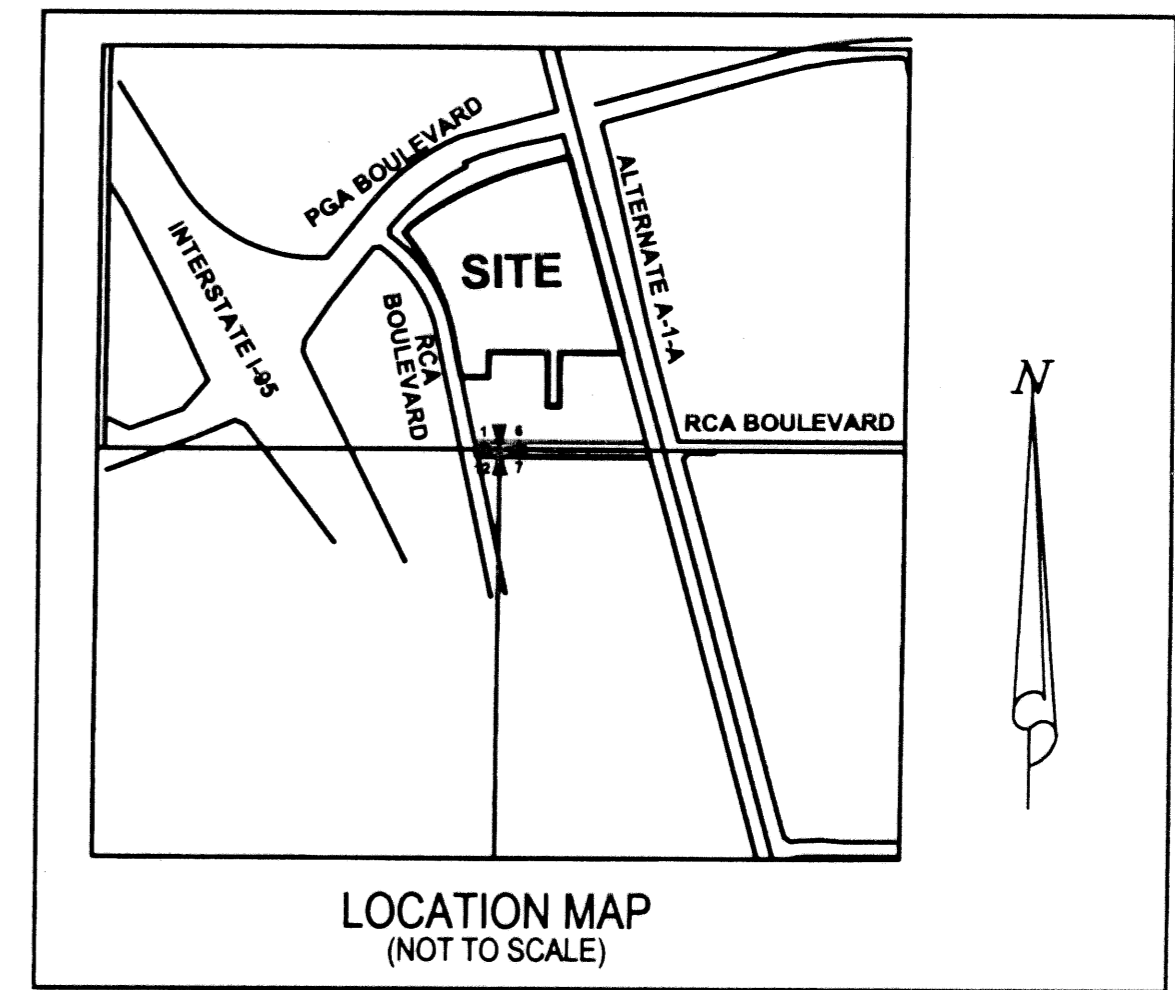 PGA BOULEVARD
INTERSTATE I-95
SITE
ALTERNATE A-1-A
RCA
BOULEVARD
RCA BOULEVARD
1 6
12 7
N
LOCATION MAP
(NOT TO SCALE)